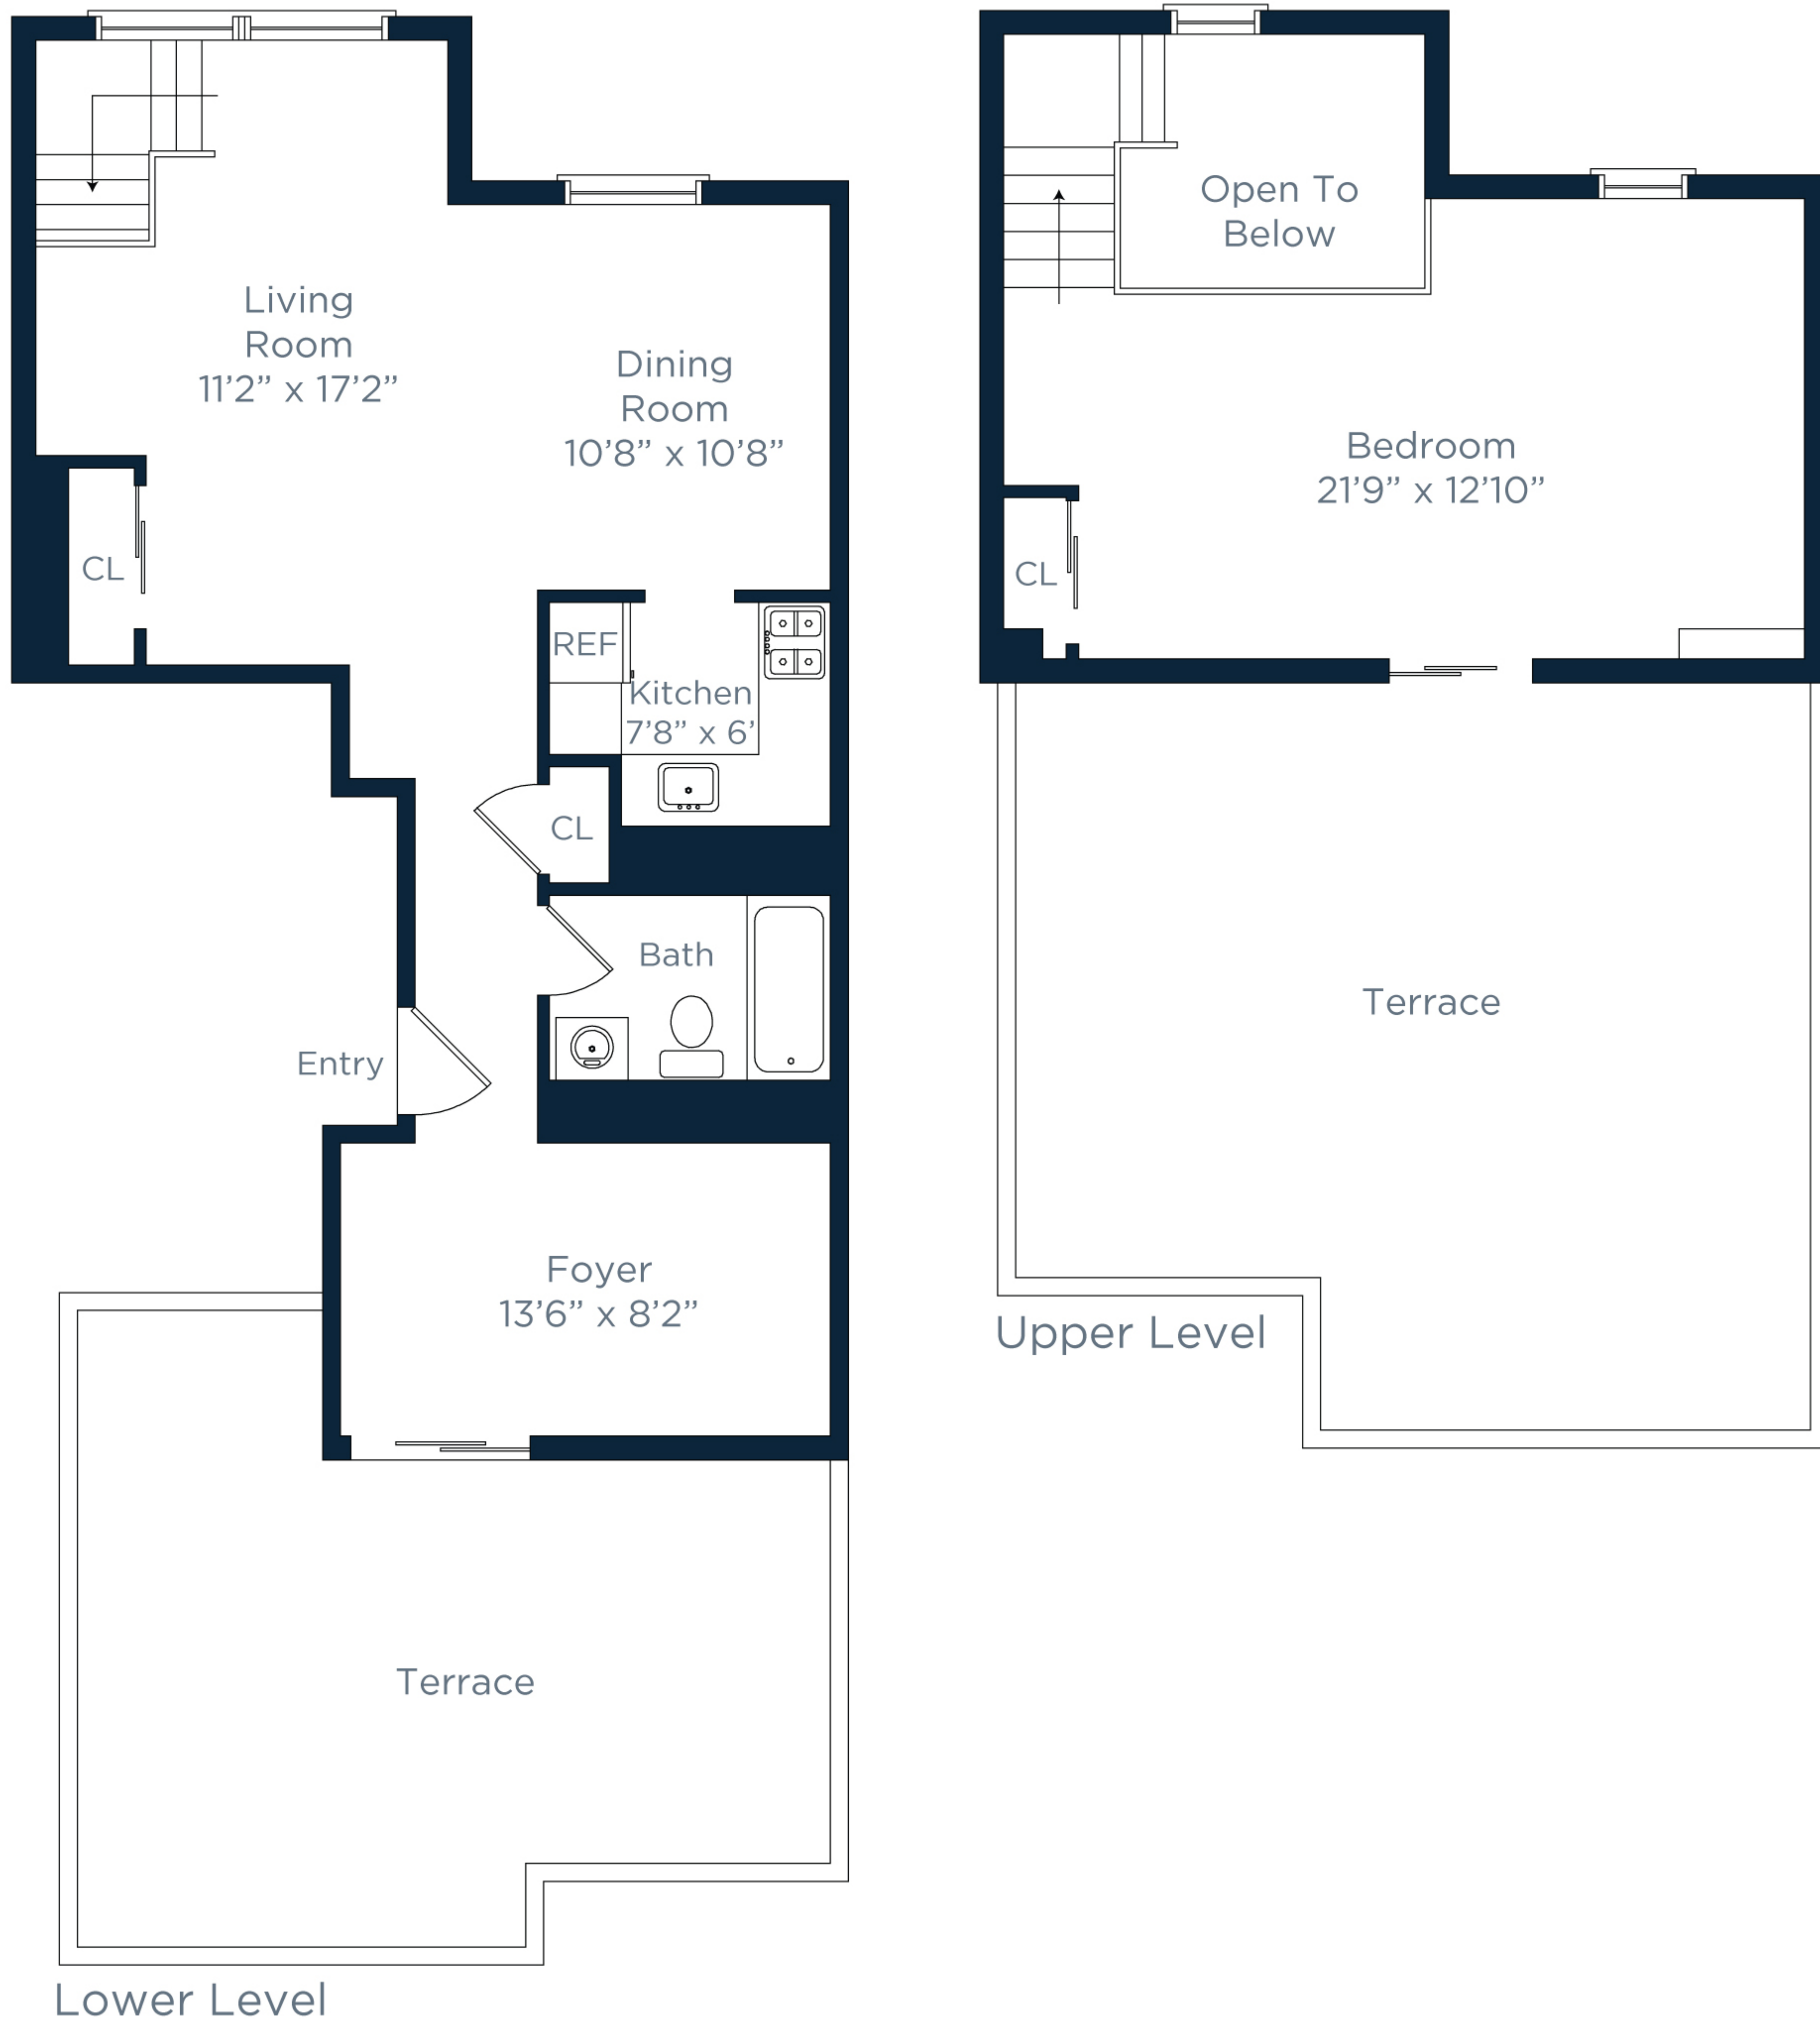 Living
Room
11’2” x 17’2”
Dining
Room
10’8” x 10’8”
CL
REF
Kitchen
7’8” x 6’
CL
Bath
Entry
Foyer
13’6” x 8’2”
Terrace
Lower Level
Open To
Below
Bedroom
21’9” x 12’10”
CL
Terrace
Upper Level